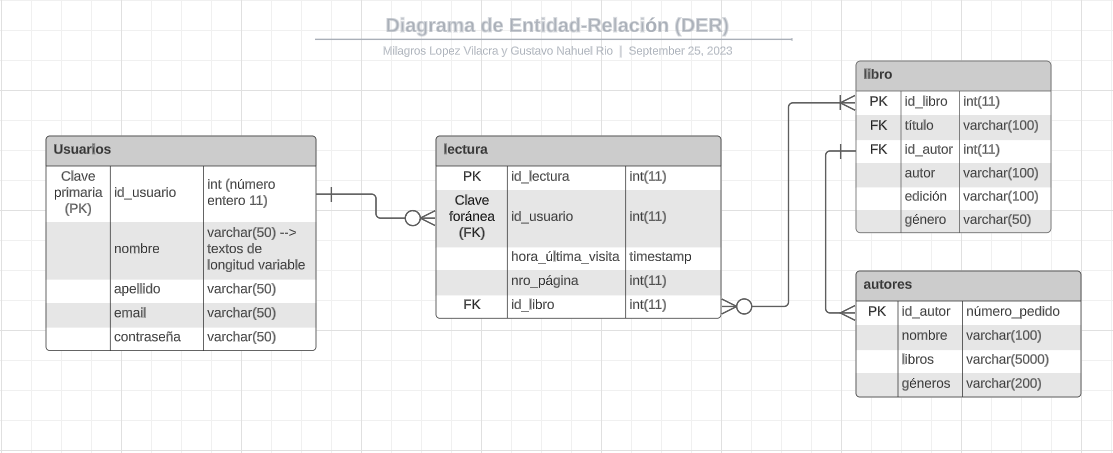 Diagrama de Entidad-Relación (DER)
Milagros Lopez Vilacra y Gustavo Nahuel Rio | September 25, 2023
Usuarios
Clave primaria (PK) id_usuario int (número entero 11)
nombre varchar(50) --> textos de longitud variable
apellido varchar(50)
email varchar(50)
contraseña varchar(50)
lectura
PK id_lectura int(11)
Clave foránea (FK) id_usuario int(11)
hora_última_visita timestamp
nro_página int(11)
FK id_libro int(11)
libro
PK id_libro int(11)
FK título varchar(100)
FK id_autor int(11)
autor varchar(100)
edición varchar(100)
género varchar(50)
autores
PK id_autor número_pedido
nombre varchar(100)
libros varchar(5000)
géneros varchar(200)